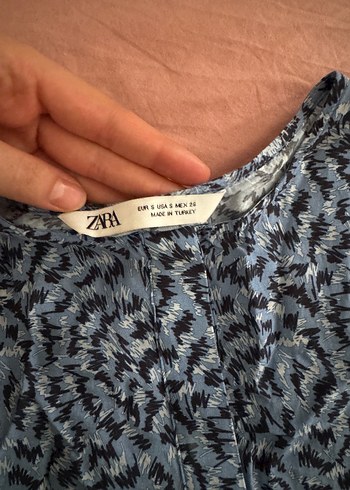 ZARA
EUR S USA S MEX 26
MADE IN TURKEY